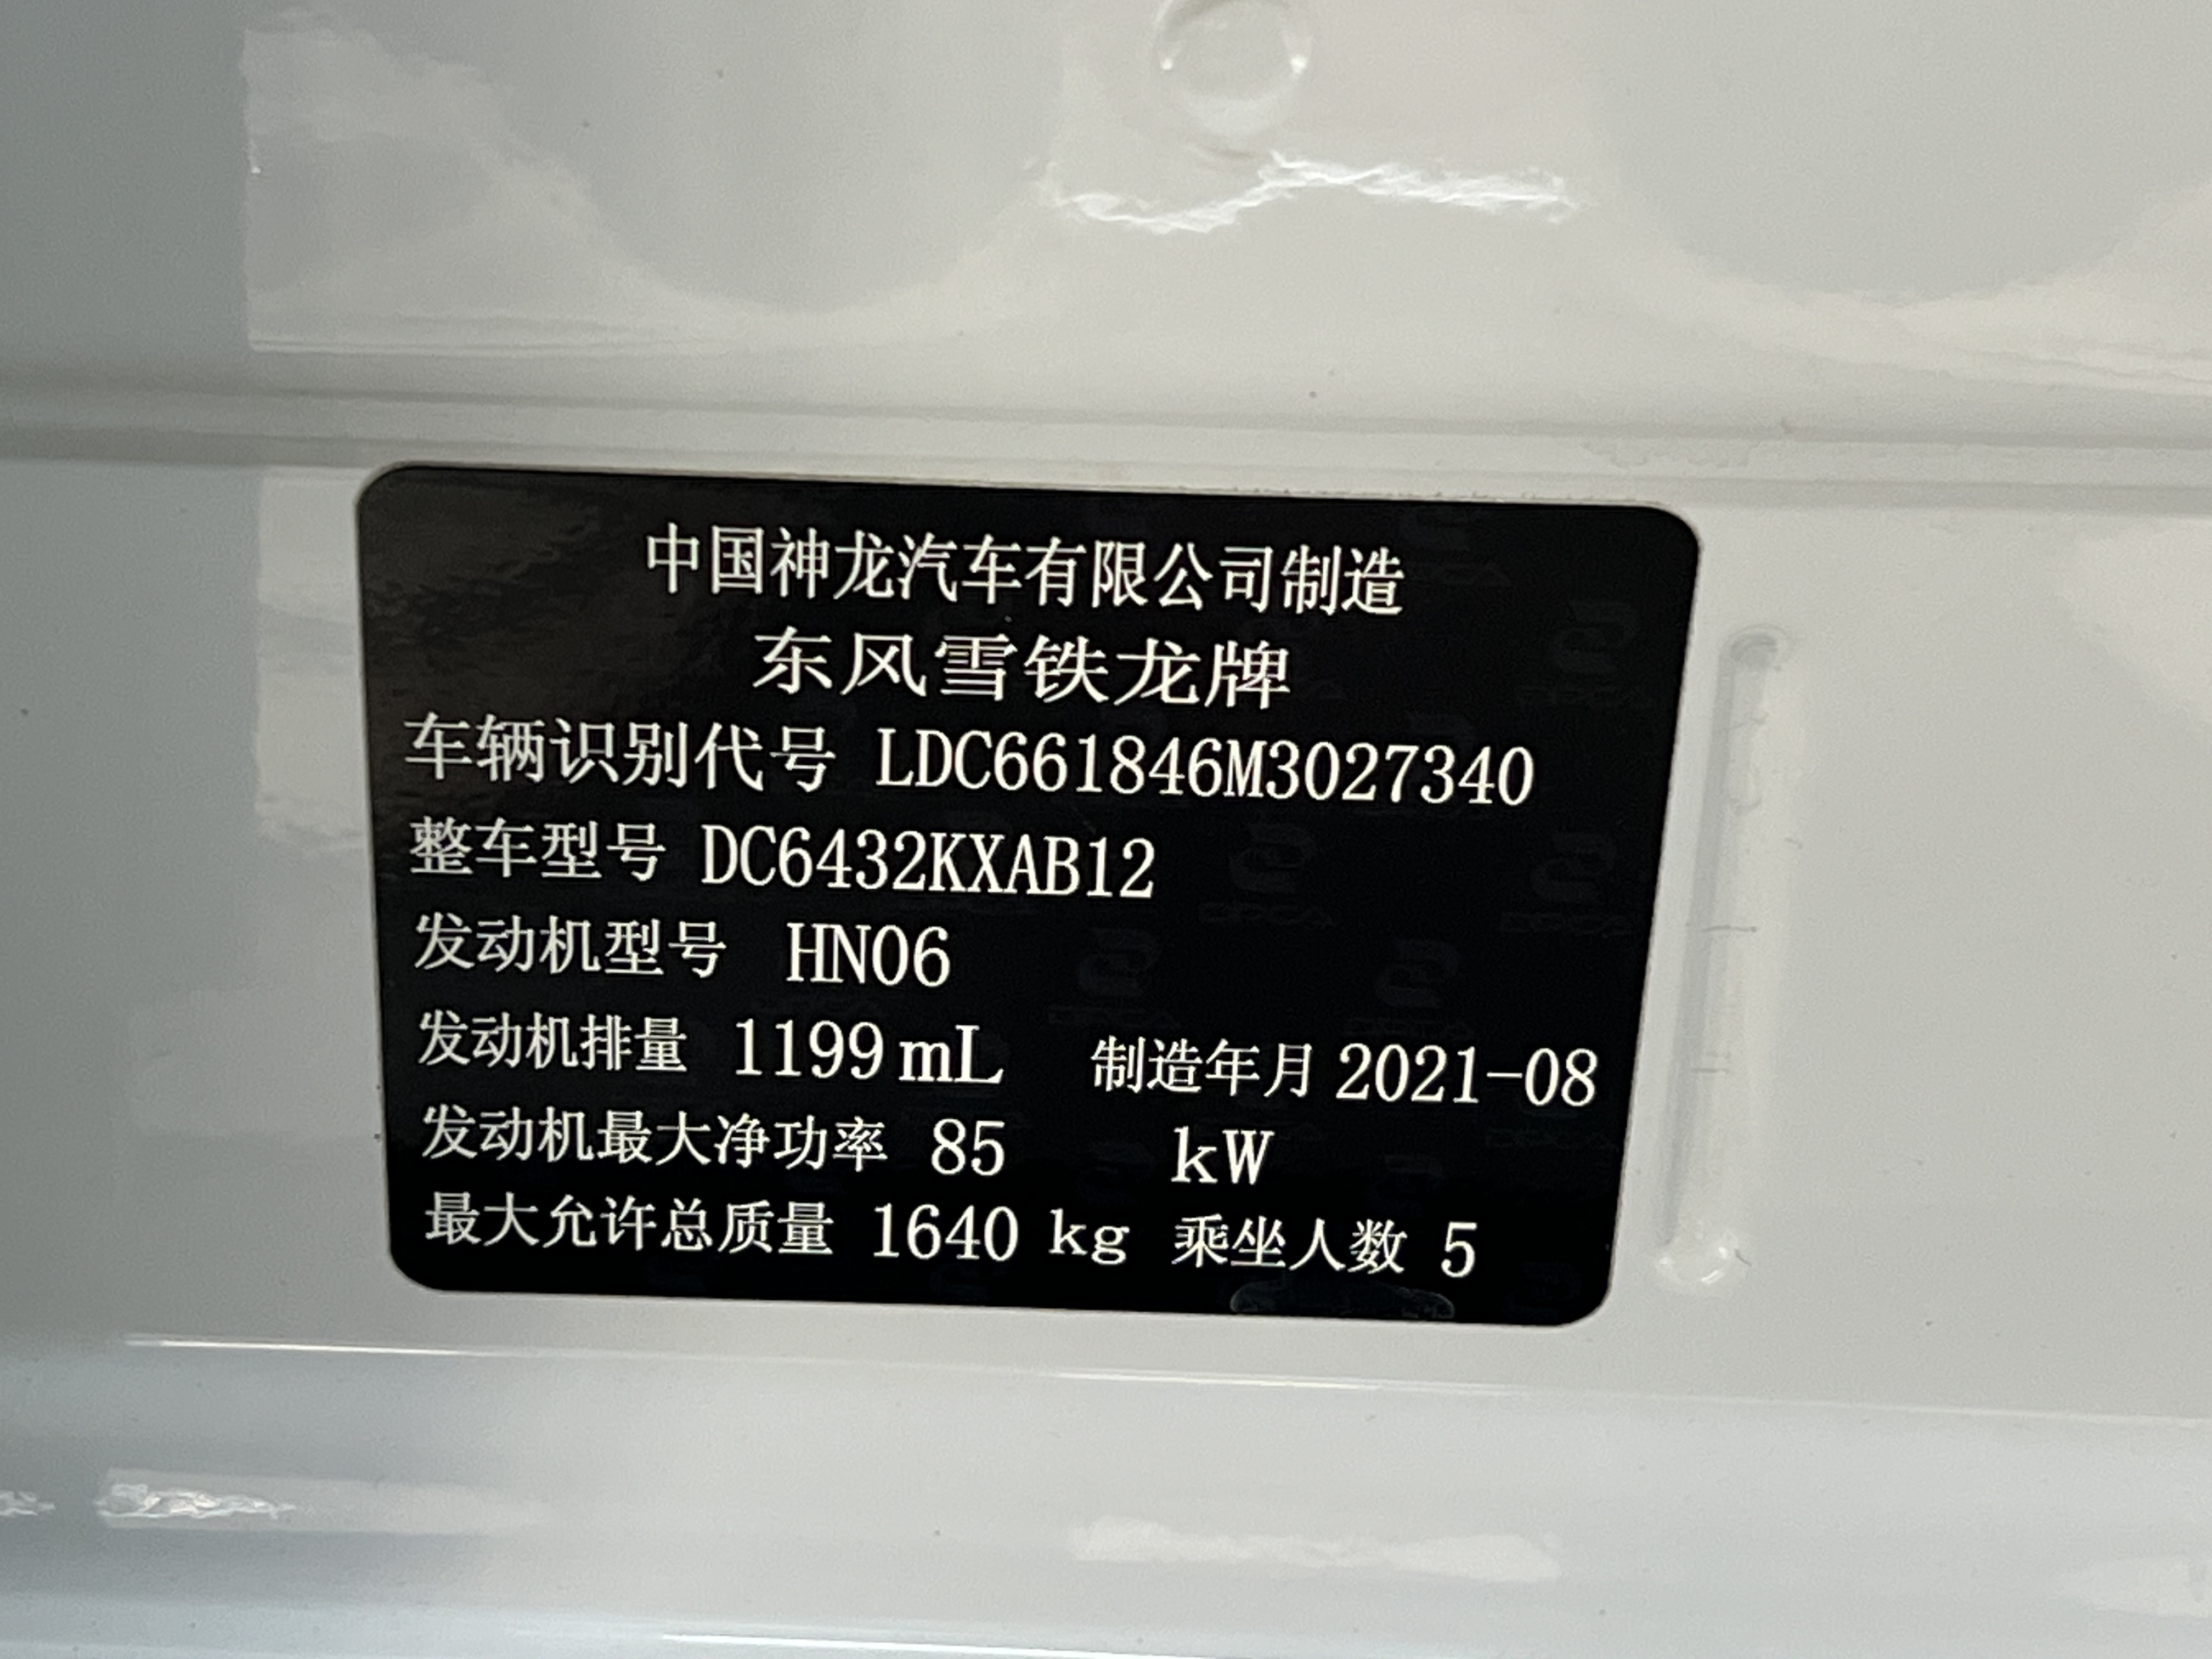 中国神龙汽车有限公司制造
东风雪铁龙牌
车辆识别代号 LDC661846M3027340
整车型号 DC6432KXAB12
发动机型号 HN06
发动机排量 1199 mL 制造年月 2021-08
发动机最大净功率 85 kW
最大允许总质量 1640 kg 乘坐人数 5